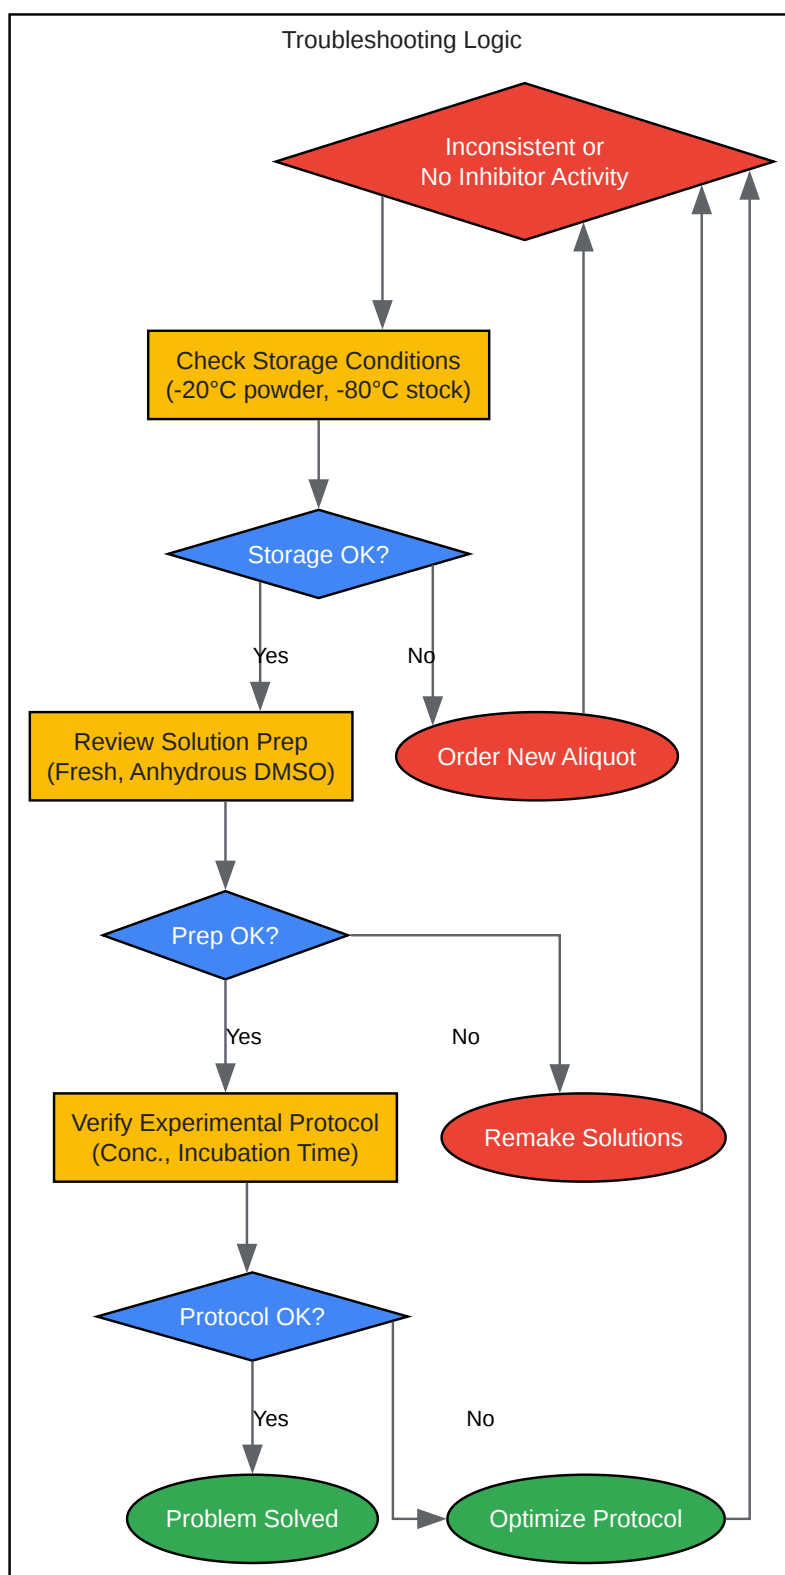 Troubleshooting Logic
Inconsistent or
No Inhibitor Activity
Check Storage Conditions
(-20°C powder, -80°C stock)
Storage OK?
Yes
No
Review Solution Prep
(Fresh, Anhydrous DMSO)
Order New Aliquot
Prep OK?
Yes
No
Verify Experimental Protocol
(Conc., Incubation Time)
Remake Solutions
Protocol OK?
Yes
No
Problem Solved
Optimize Protocol